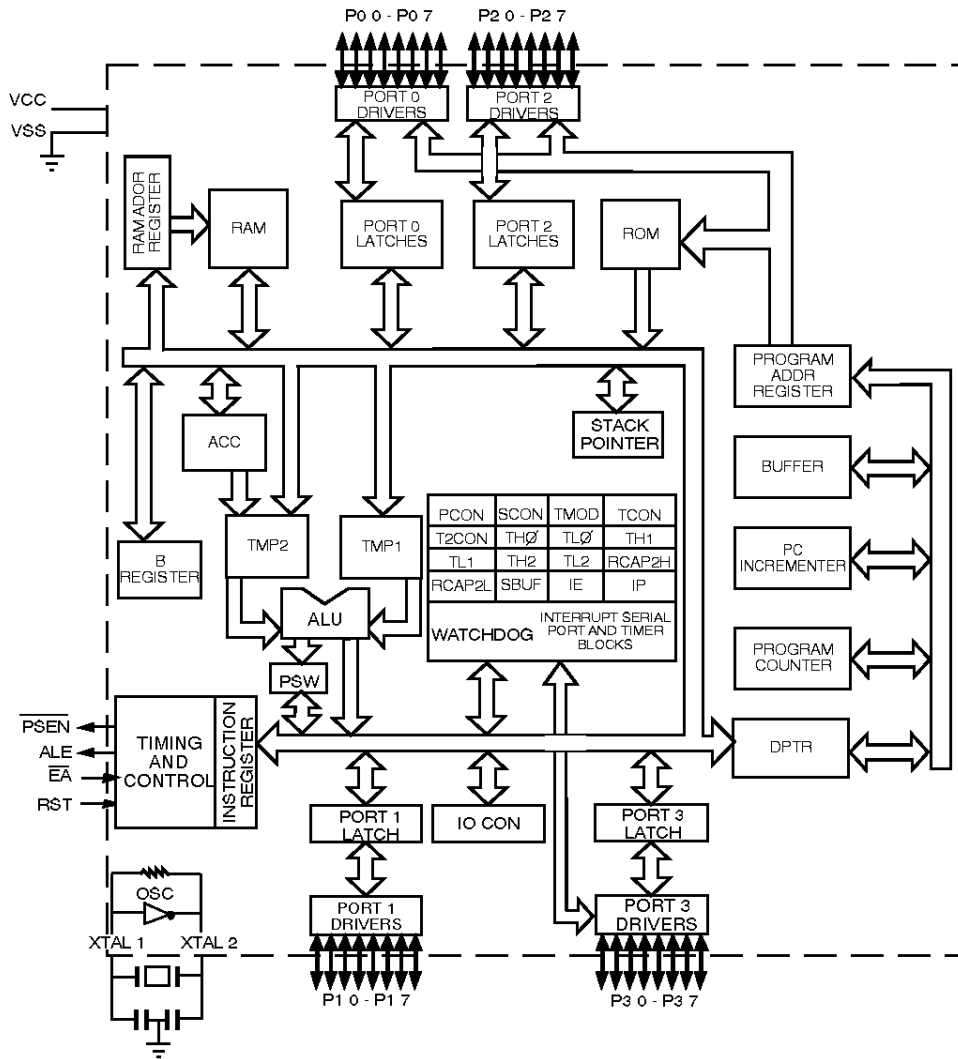 P0 0 - P0 7
P2 0 - P2 7
VCC
VSS
PORT 0
DRIVERS
PORT 2
DRIVERS
RAM ADOR
REGISTER
RAM
PORT 0
LATCHES
PORT 2
LATCHES
ROM
PROGRAM
ADDR
REGISTER
STACK
POINTER
ACC
BUFFER
PCON SCON TMOD TCON
T2CON THØ TLØ TH1
TL1 TH2 TL2 RCAP2H
RCAP2L SBUF IE IP
WATCHDOG
INTERRUPT SERIAL
PORT AND TIMER
BLOCKS
TMP2
TMP1
B
REGISTER
PC
INCREMENTER
ALU
PSW
PROGRAM
COUNTER
PSEN
ALE
EA
RST
TIMING
AND
CONTROL
INSTRUCTION
REGISTER
DPTR
PORT 1
LATCH
IO CON
PORT 3
LATCH
OSC
XTAL 1
XTAL 2
PORT 1
DRIVERS
PORT 3
DRIVERS
P1 0 - P1 7
P3 0 - P3 7